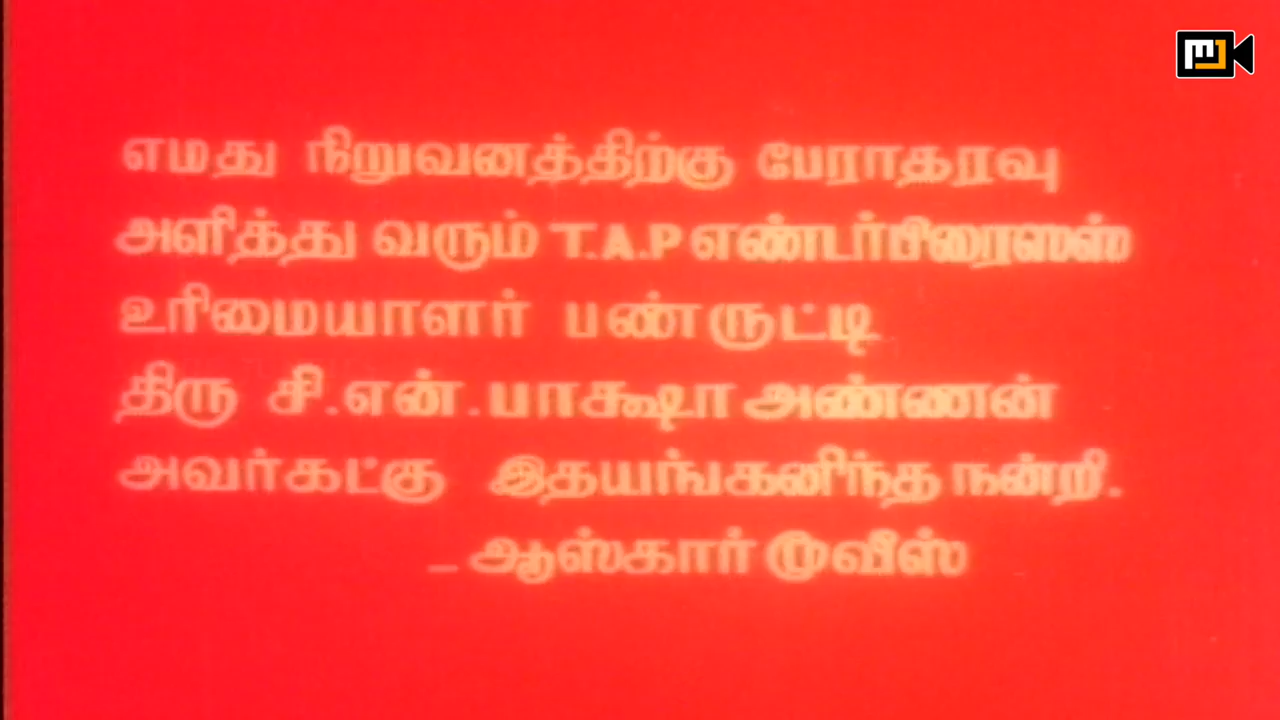 எமது நிறுவனத்திற்கு பேராதரவு
அளித்து வரும் T.A.P எண்டர்பிரைஸஸ்
உரிமையாளர் பண்ருட்டி
திரு சி.என்.பாக்ஷா அண்ணன்
அவர்கட்கு இதயங்கனிந்த நன்றி.
_ ஆஸ்கார் மூவீஸ்